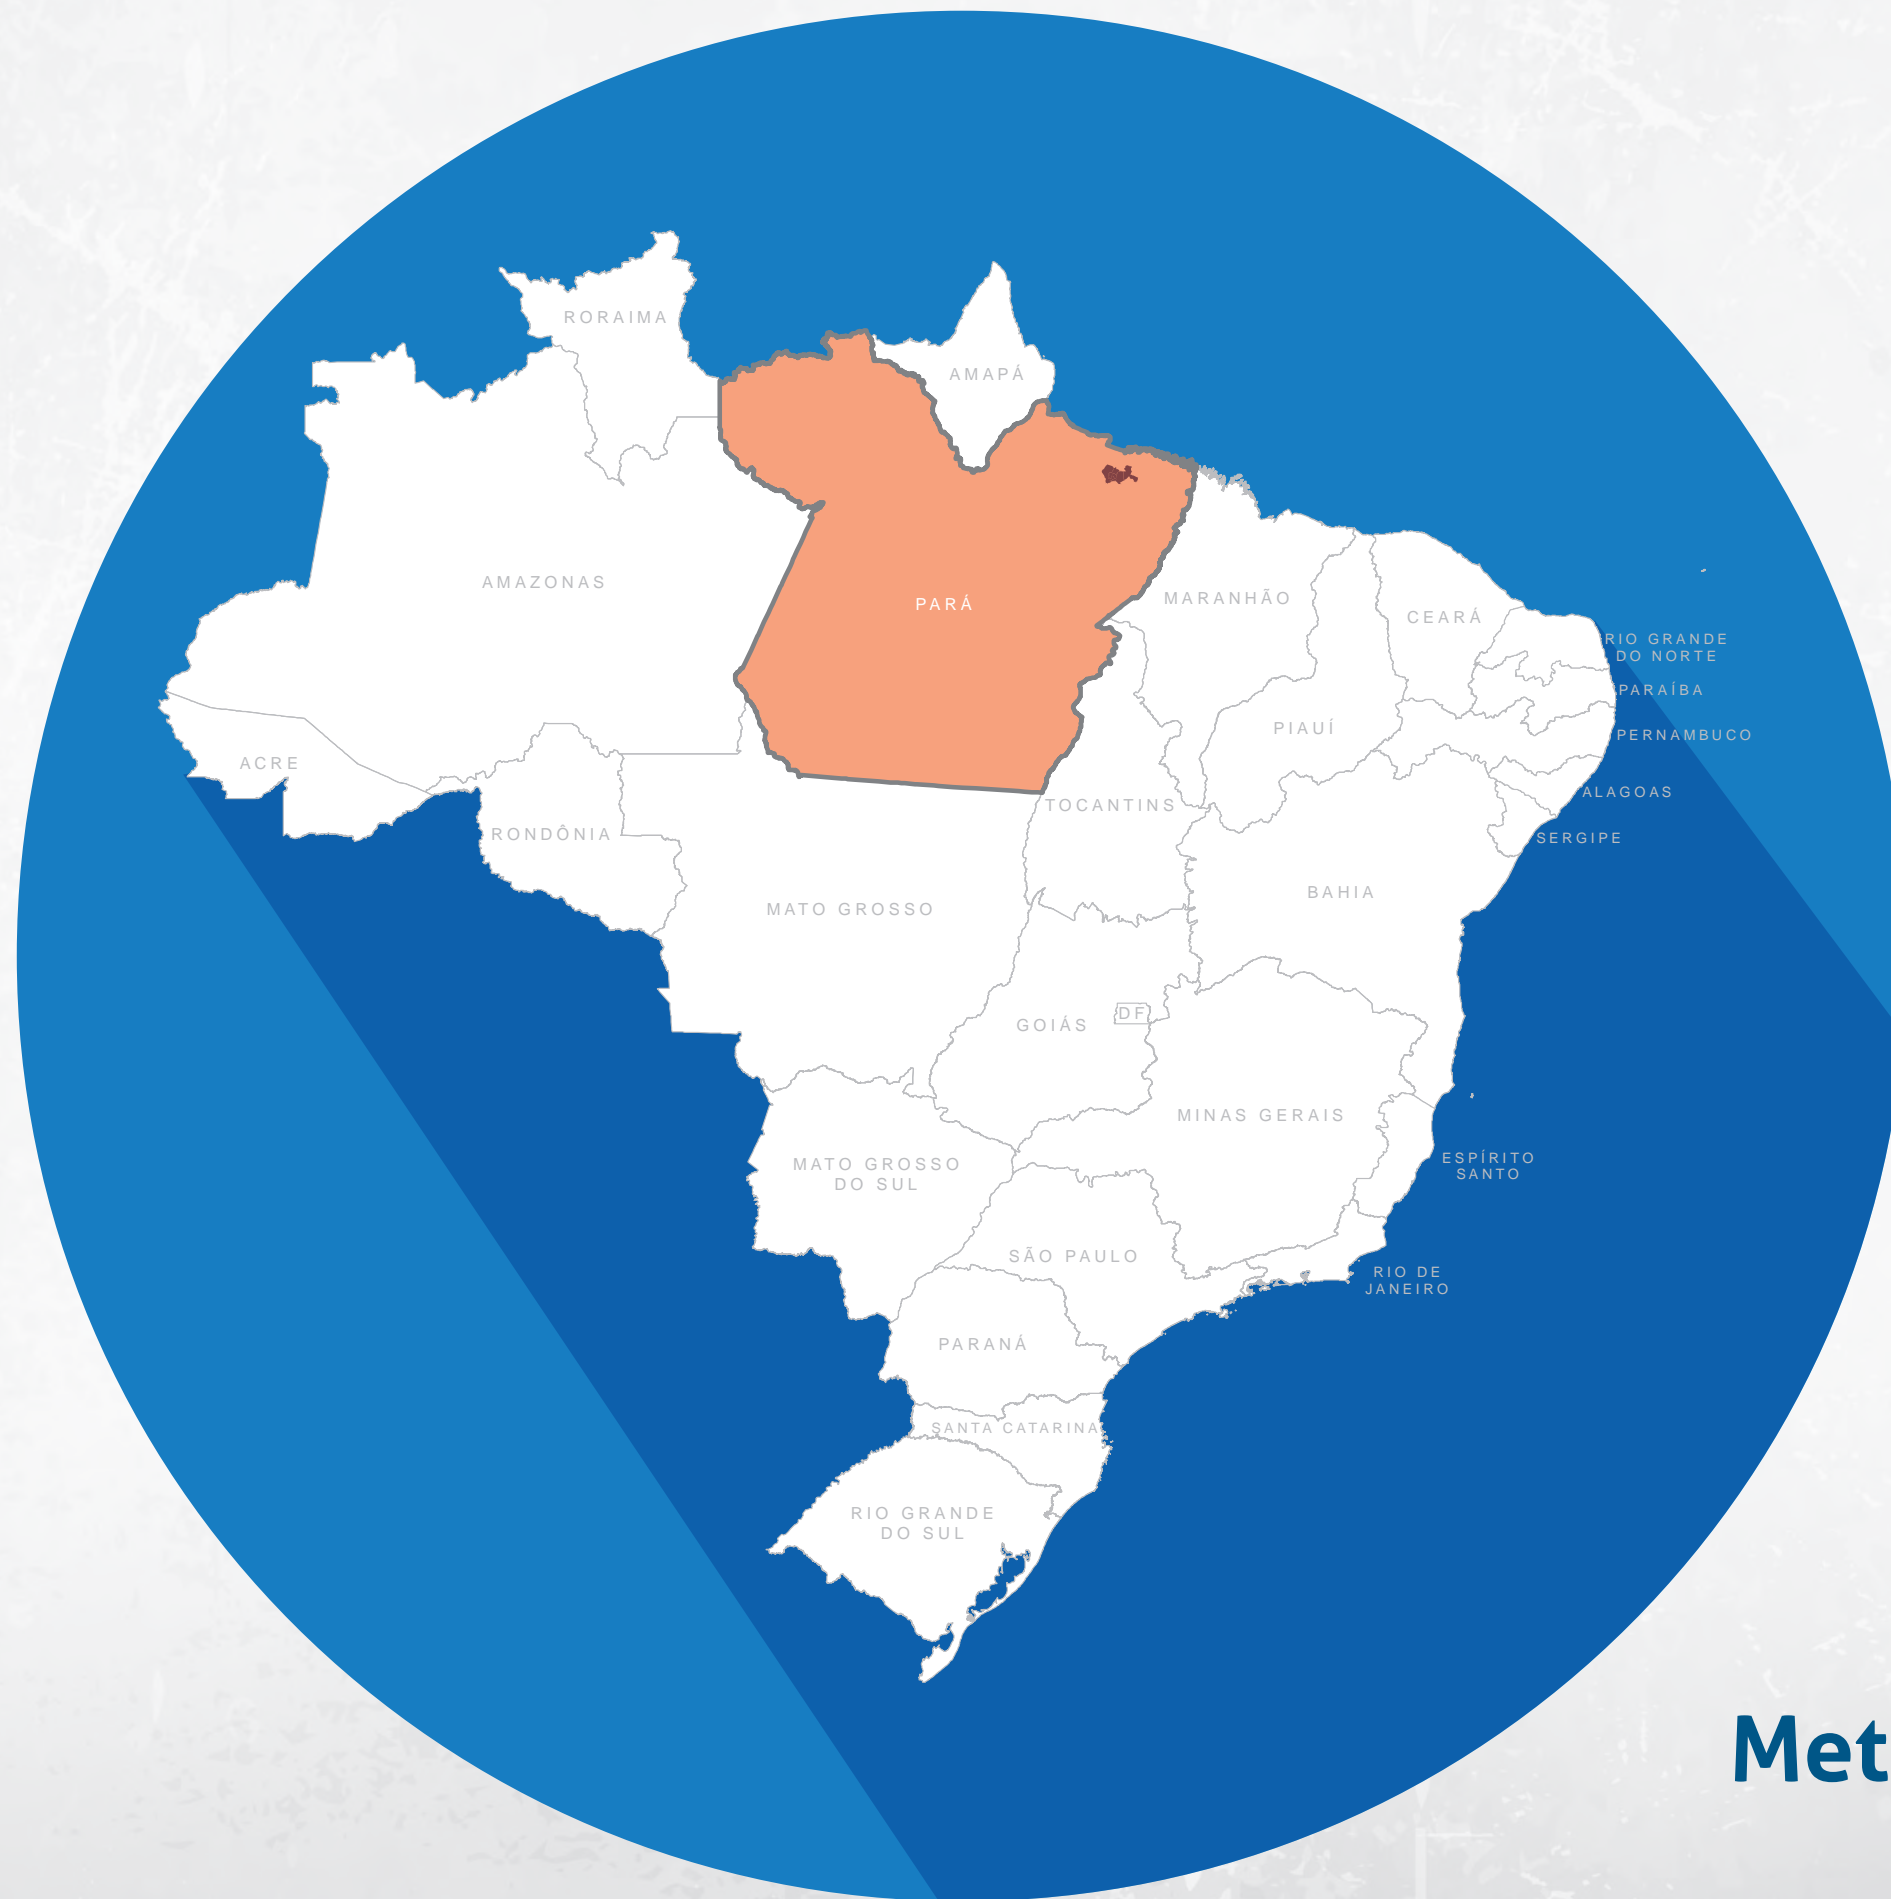 RORAIMA
AMAPÁ
AMAZONAS
PARÁ
MARANHÃO
CEARÁ
RIO GRANDE
DO NORTE
PARAÍBA
PIAUÍ
PERNAMBUCO
ACRE
ALAGOAS
TOCANTINS
RONDÔNIA
SERGIPE
BAHIA
MATO GROSSO
DF
GOIÁS
MINAS GERAIS
ESPÍRITO
SANTO
MATO GROSSO
DO SUL
SÃO PAULO
RIO DE
JANEIRO
PARANÁ
SANTA CATARINA
RIO GRANDE
DO SUL
Met